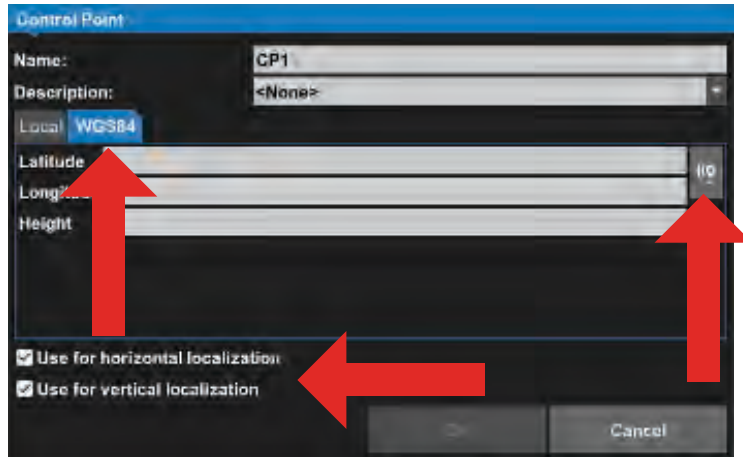 Control Point
Name: CP1
Description: <None>
Local WGS84
Latitude
Height
Use for horizontal localization
Use for vertical localization
Cancel